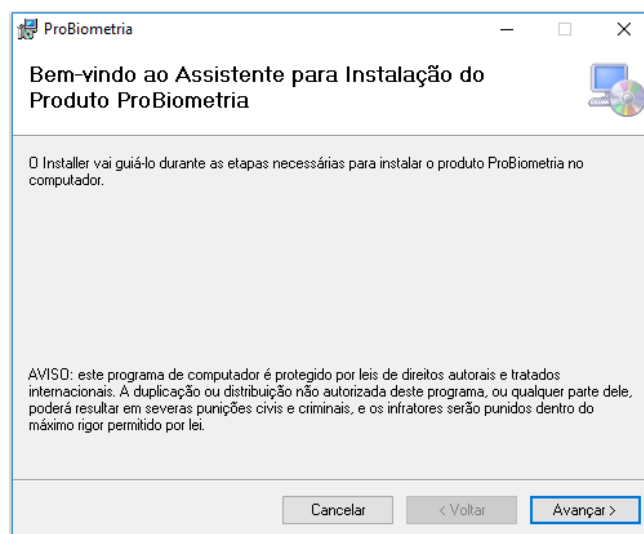 ProBiometria
Bem-vindo ao Assistente para Instalação do
Produto ProBiometria
O Installer vai guiá-lo durante as etapas necessárias para instalar o produto ProBiometria no
computador.
AVISO: este programa de computador é protegido por leis de direitos autorais e tratados
internacionais. A duplicação ou distribuição não autorizada deste programa, ou qualquer parte dele,
poderá resultar em severas punições civis e criminais, e os infratores serão punidos dentro do
máximo rigor permitido por lei.
Cancelar
< Voltar
Avançar >